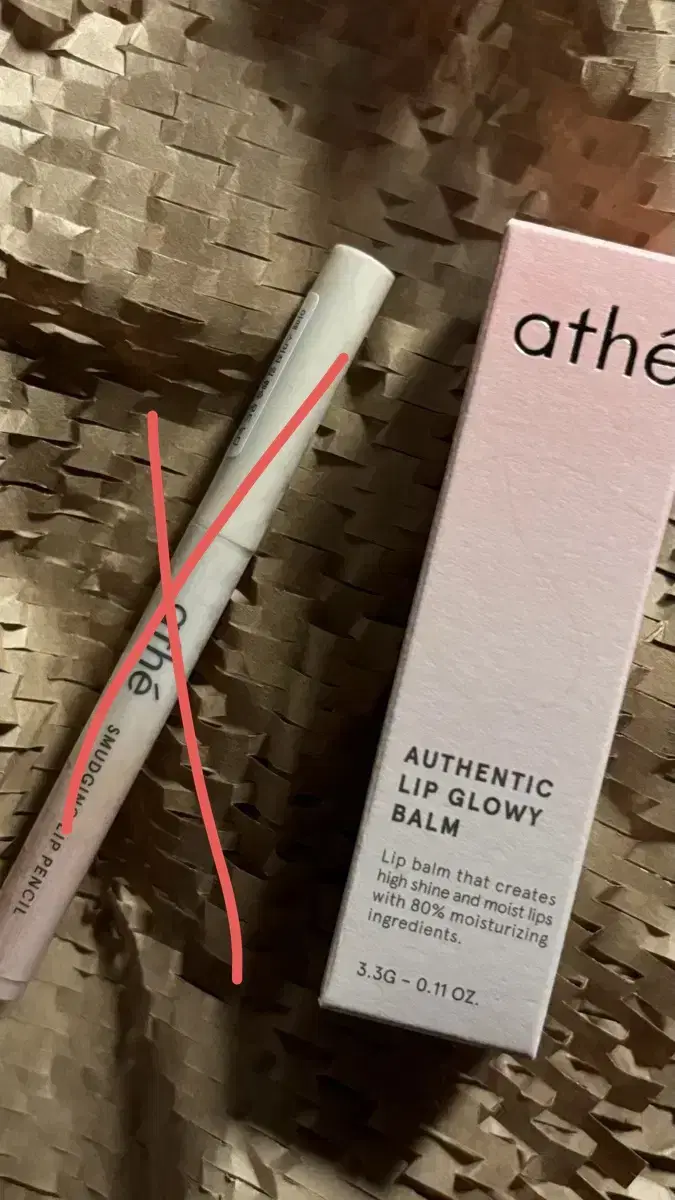 athé
SMUDGING LIP PENCIL
athé
AUTHENTIC
LIP GLOWY
BALM
Lip balm that creates
high shine and moist lips
with 80% moisturizing
ingredients.
3.3G – 0.11 OZ.